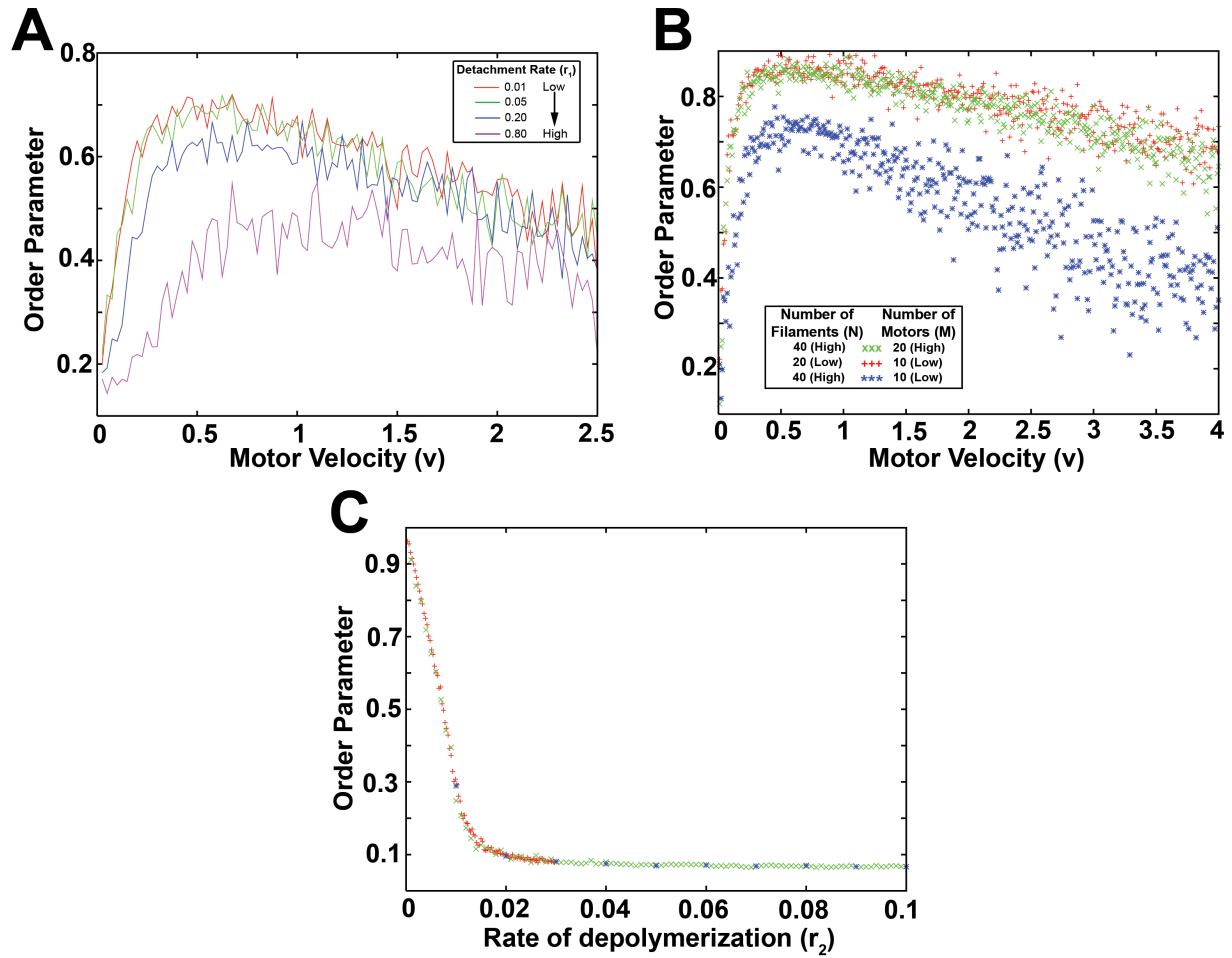 A
0.8
0.6
0.4
0.2
Order Parameter
0
0.5
1
1.5
2
2.5
Motor Velocity (v)
Detachment Rate (r1)
0.01 Low
0.05
0.20
0.80 High
B
0.8
0.6
0.4
0.2
Order Parameter
0
0.5
1
1.5
2
2.5
3
3.5
4
Motor Velocity (v)
Number of Number of
Filaments (N) Motors (M)
40 (High) 20 (High)
20 (Low) 10 (Low)
40 (High) 10 (Low)
C
0.9
0.7
0.5
0.3
0.1
Order Parameter
0
0.02
0.04
0.06
0.08
0.1
Rate of depolymerization (r2)